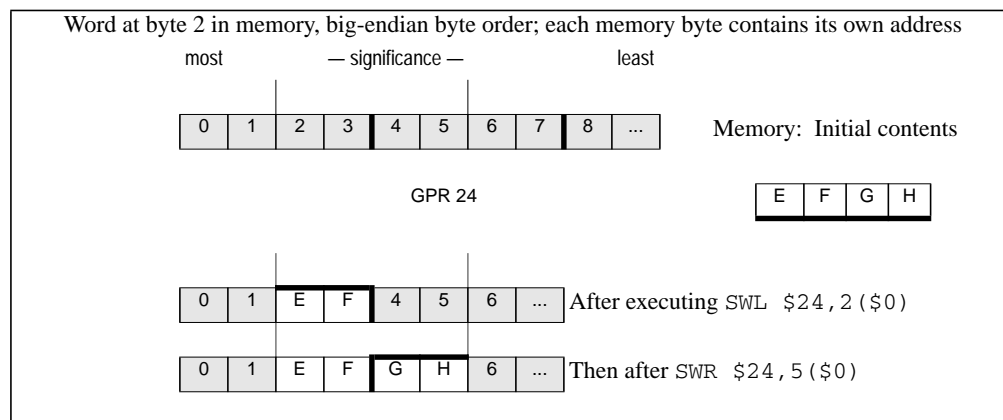 Word at byte 2 in memory, big-endian byte order; each memory byte contains its own address
most — significance — least
0 1 2 3 4 5 6 7 8 ... Memory: Initial contents
GPR 24 E F G H
0 1 E F 4 5 6 ... After executing SWL $24,2($0)
0 1 E F G H 6 ... Then after SWR $24,5($0)